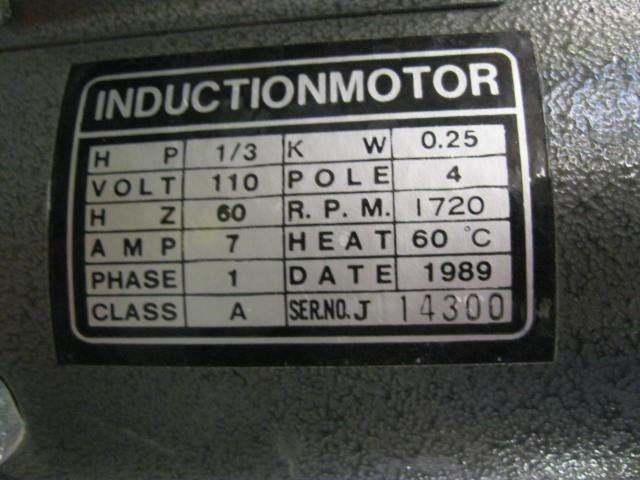 INDUCTIONMOTOR
H P 1/3 K W 0.25
VOLT 110 POLE 4
H Z 60 R.P.M. 1720
AMP 7 HEAT 60 °C
PHASE 1 DATE 1989
CLASS A SER.NO.J 14300